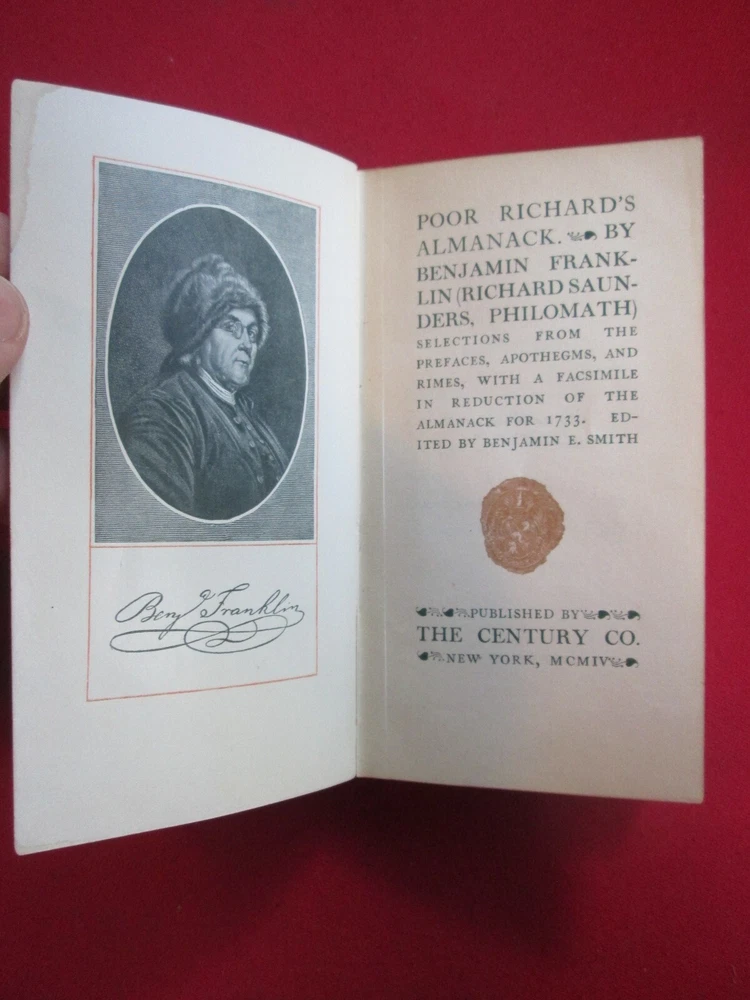 Benjª Franklin
POOR RICHARD'S
ALMANACK. BY
BENJAMIN FRANK-
LIN (RICHARD SAUN-
DERS, PHILOMATH)
SELECTIONS FROM THE
PREFACES, APOTHEGMS, AND
RIMES, WITH A FACSIMILE
IN REDUCTION OF THE
ALMANACK FOR 1733. ED-
ITED BY BENJAMIN E. SMITH
PUBLISHED BY
THE CENTURY CO.
NEW YORK, MCMIV